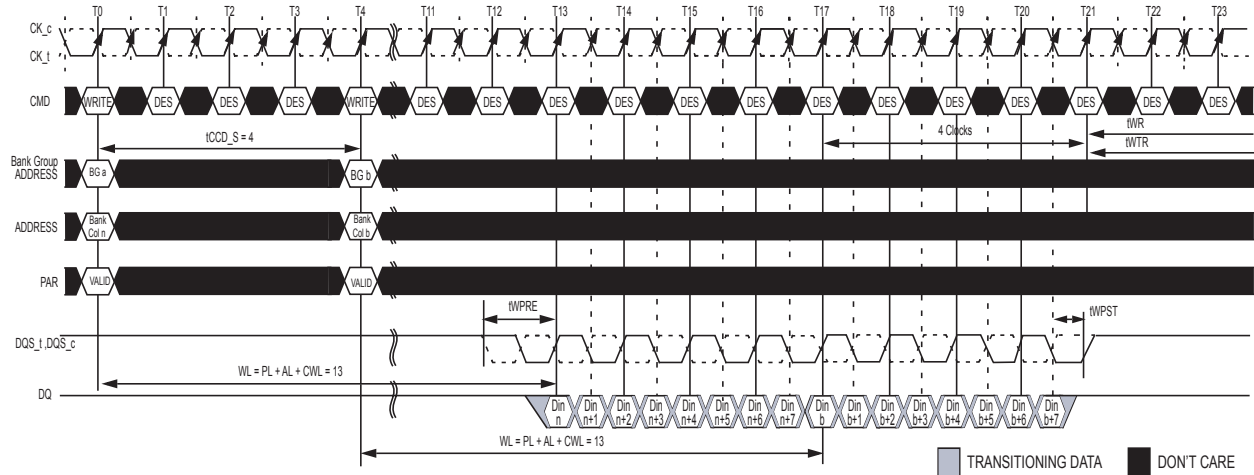 T0 T1 T2 T3 T4 T11 T12 T13 T14 T15 T16 T17 T18 T19 T20 T21 T22 T23
CK_c
CK_t
CMD
WRITE DES DES DES WRITE DES DES DES DES DES DES DES DES DES DES DES DES DES
tCCD_S = 4
4 Clocks
tWR
tWTR
Bank Group
ADDRESS
BG a
BG b
ADDRESS
Bank
Col n
Bank
Col b
PAR
VALID
VALID
tWPRE
tWPST
DQS_t ,DQS_c
WL = PL + AL + CWL = 13
DQ
Din Din Din Din Din Din Din Din Din Din Din Din Din Din Din Din
n n+1 n+2 n+3 n+4 n+5 n+6 n+7 b b+1 b+2 b+3 b+4 b+5 b+6 b+7
WL = PL + AL + CWL = 13
TRANSITIONING DATA
DON'T CARE